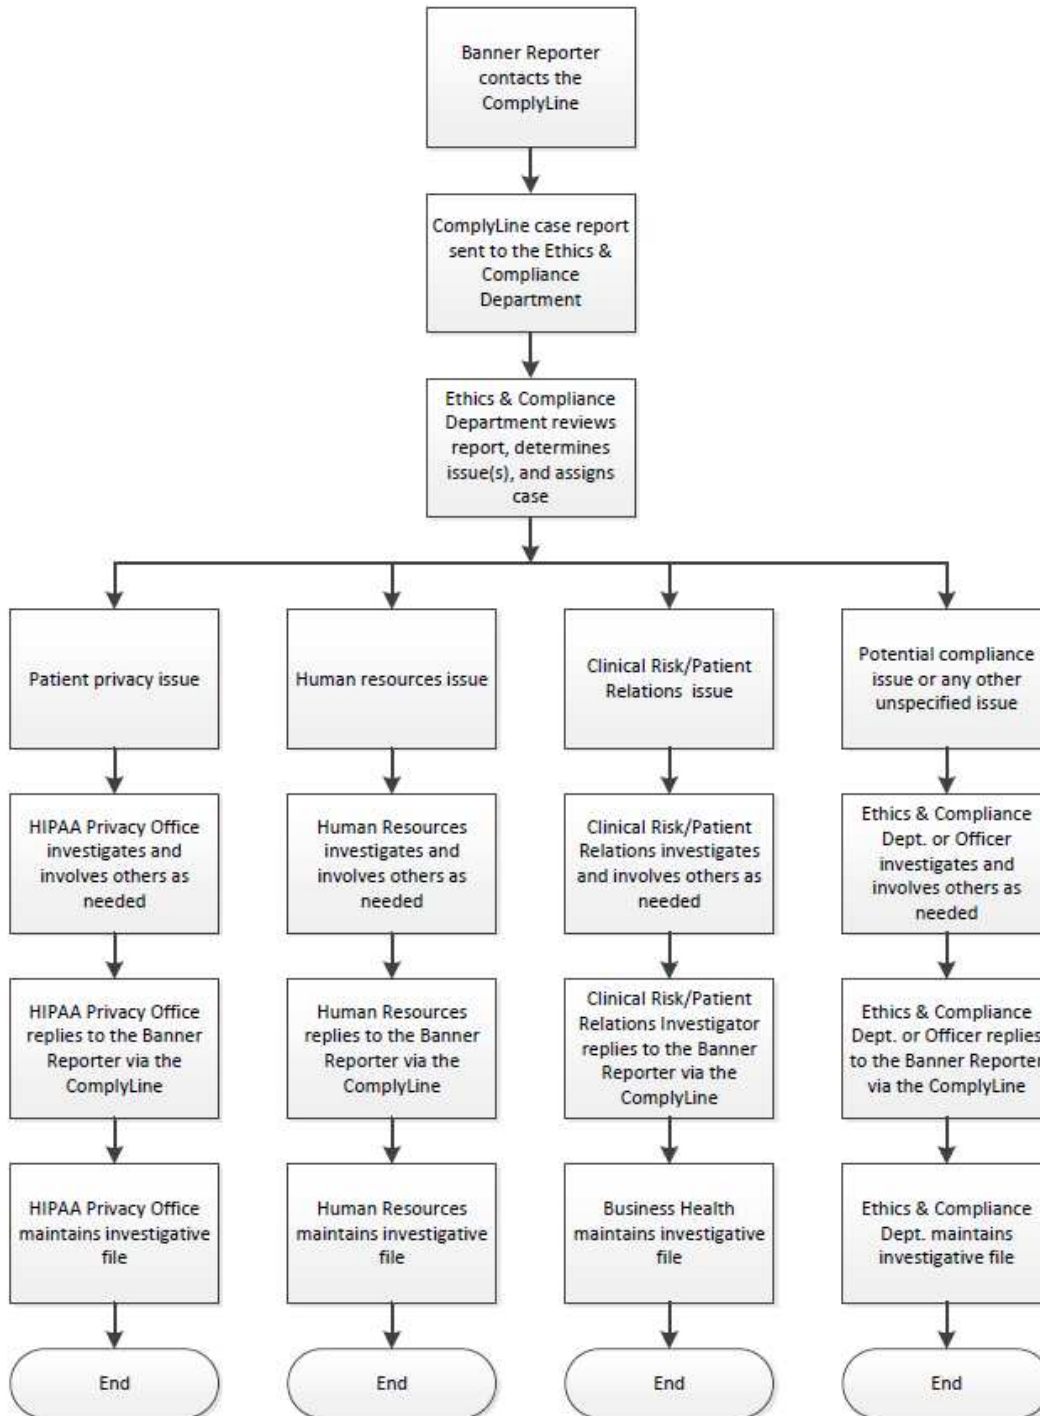 Banner Reporter
contacts the
ComplyLine
ComplyLine case report
sent to the Ethics &
Compliance
Department
Ethics & Compliance
Department reviews
report, determines
issue(s), and assigns
case
Patient privacy issue
Human resources issue
Clinical Risk/Patient
Relations issue
Potential compliance
issue or any other
unspecified issue
HIPAA Privacy Office
investigates and
involves others as
needed
Human Resources
investigates and
involves others as
needed
Clinical Risk/Patient
Relations investigates
and involves others as
needed
Ethics & Compliance
Dept. or Officer
investigates and
involves others as
needed
HIPAA Privacy Office
replies to the Banner
Reporter via the
ComplyLine
Human Resources
replies to the Banner
Reporter via the
ComplyLine
Clinical Risk/Patient
Relations Investigator
replies to the Banner
Reporter via the
ComplyLine
Ethics & Compliance
Dept. or Officer replies
to the Banner Reporter
via the ComplyLine
HIPAA Privacy Office
maintains investigative
file
Human Resources
maintains investigative
file
Business Health
maintains investigative
file
Ethics & Compliance
Dept. maintains
investigative file
End
End
End
End